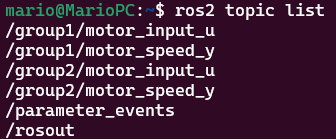 mario@MarioPC:~$ ros2 topic list
/group1/motor_input_u
/group1/motor_speed_y
/group2/motor_input_u
/group2/motor_speed_y
/parameter_events
/rosout